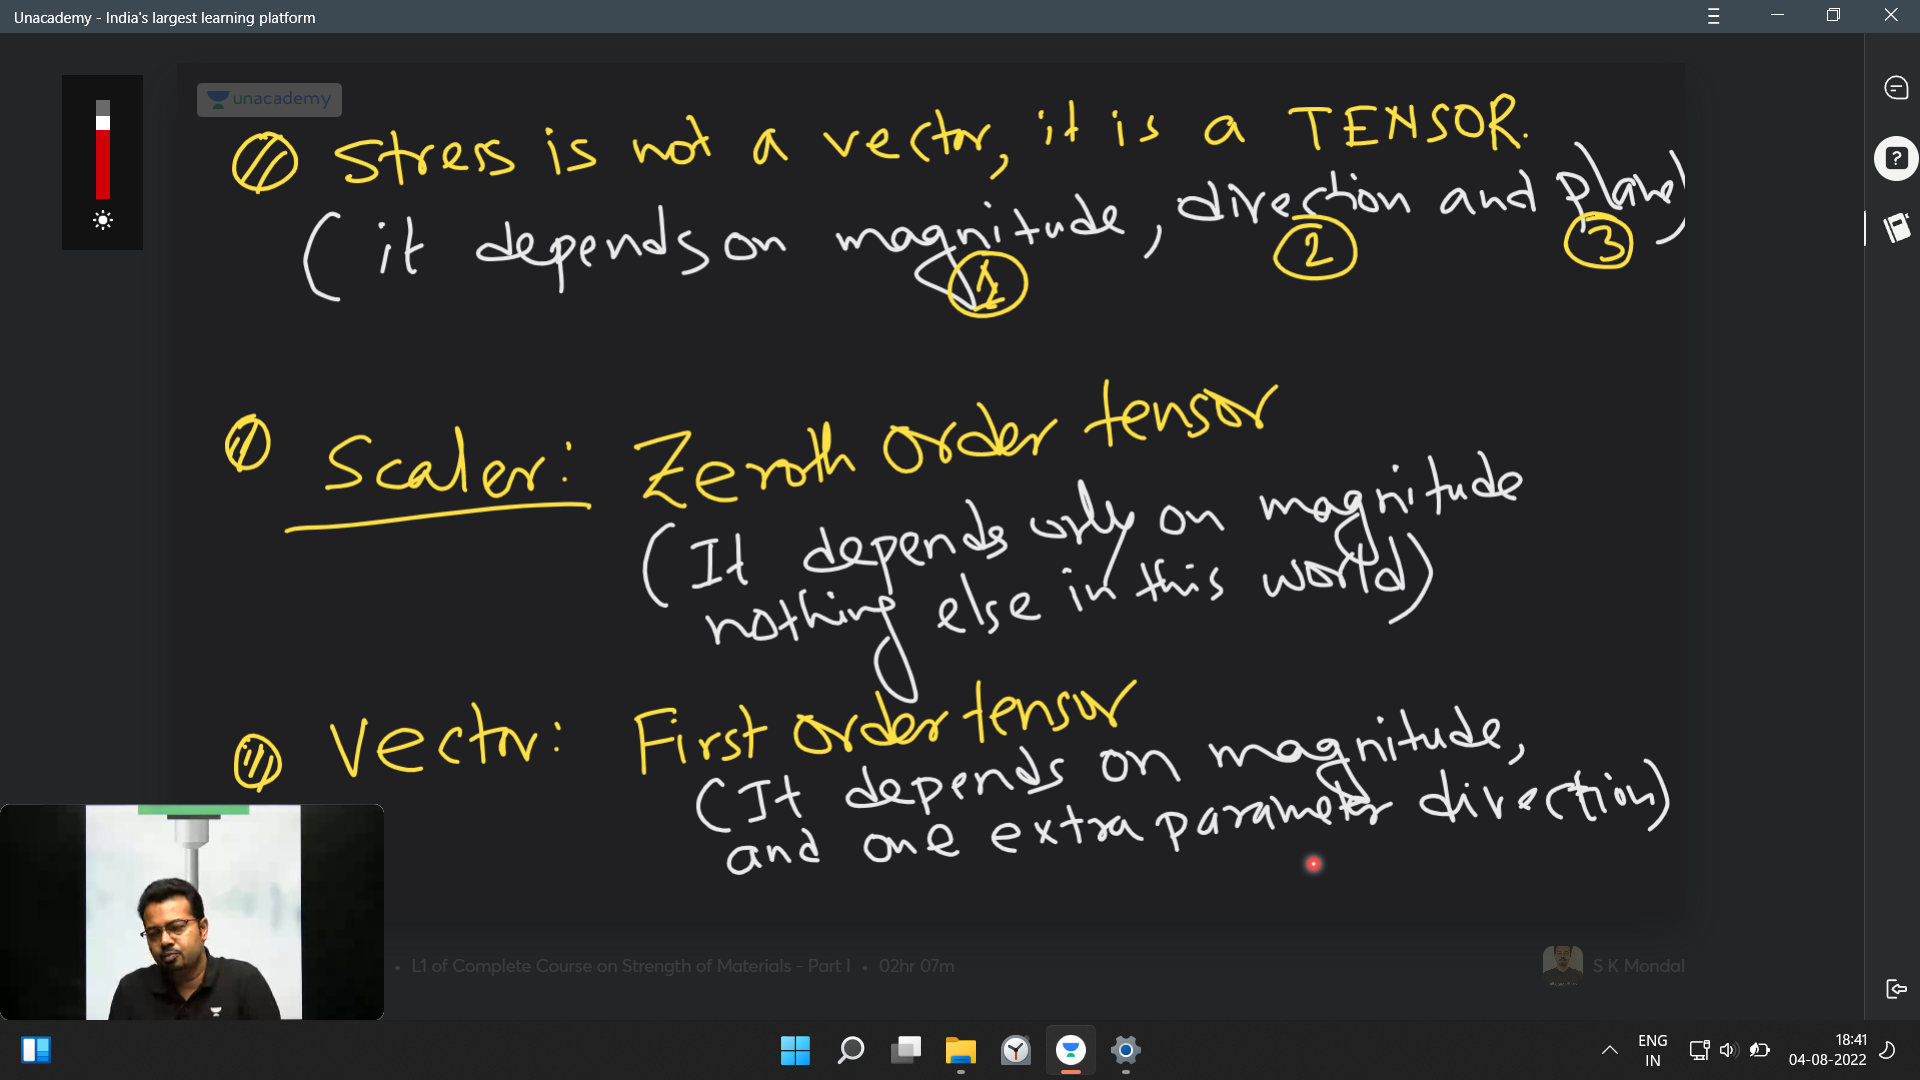 Unacademy - India's largest learning platform
unacademy
Stress is not a vector, it is a TENSOR.
(it depends on magnitude, direction and plane)
1 2 3
Scaler: Zeroth order tensor
(It depends only on magnitude
nothing else in this world)
Vector: First order tensor
(It depends on magnitude,
and one extra parameter direction)
• L1 of Complete Course on Strength of Materials - Part I • 02hr 07m
S K Mondal
ENG
IN
18:41
04-08-2022